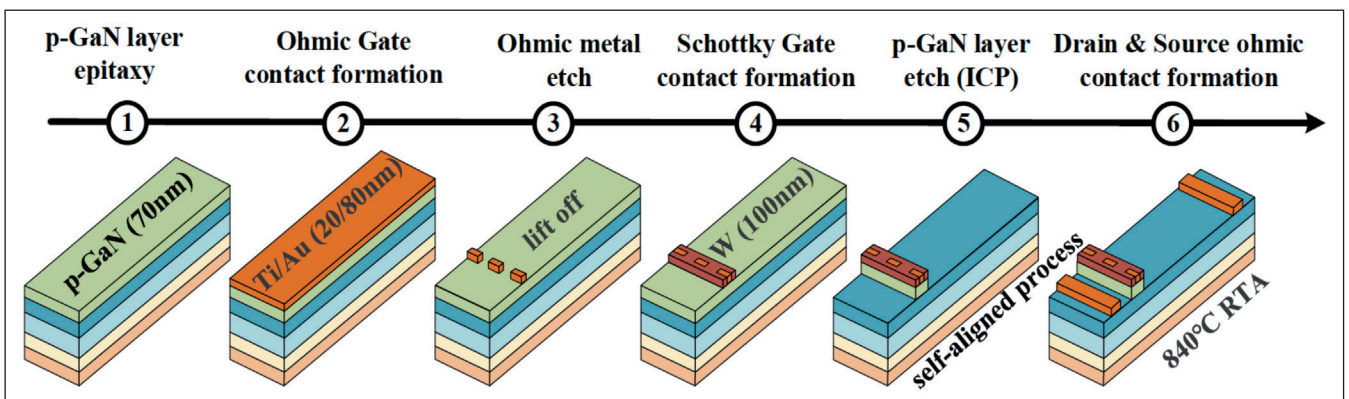 p-GaN layer
epitaxy
Ohmic Gate
contact formation
Ohmic metal
etch
Schottky Gate
contact formation
p-GaN layer
etch (ICP)
Drain & Source ohmic
contact formation
1
2
3
4
5
6
p-GaN (70nm)
Ti/Au (20/80nm)
lift off
W (100nm)
self-aligned process
840℃ RTA